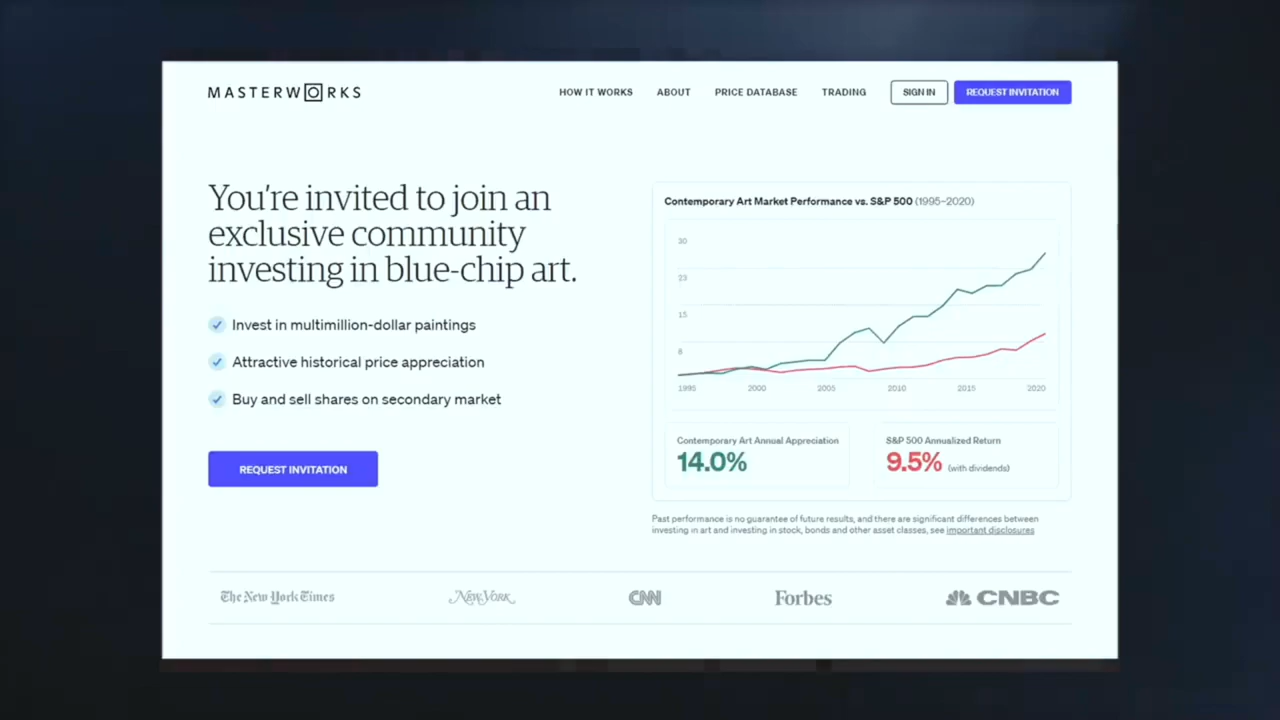 MASTERWORKS
HOW IT WORKS
ABOUT
PRICE DATABASE
TRADING
SIGN IN
REQUEST INVITATION
You're invited to join an
exclusive community
investing in blue-chip art.
Invest in multimillion-dollar paintings
Attractive historical price appreciation
Buy and sell shares on secondary market
REQUEST INVITATION
Contemporary Art Market Performance vs. S&P 500 (1995–2020)
30
23
15
8
1995 2000 2005 2010 2015 2020
Contemporary Art Annual Appreciation
14.0%
S&P 500 Annualized Return
9.5% (with dividends)
Past performance is no guarantee of future results, and there are significant differences between
investing in art and investing in stock, bonds and other asset classes, see important disclosures
The New York Times
NEW YORK
CNN
Forbes
CNBC